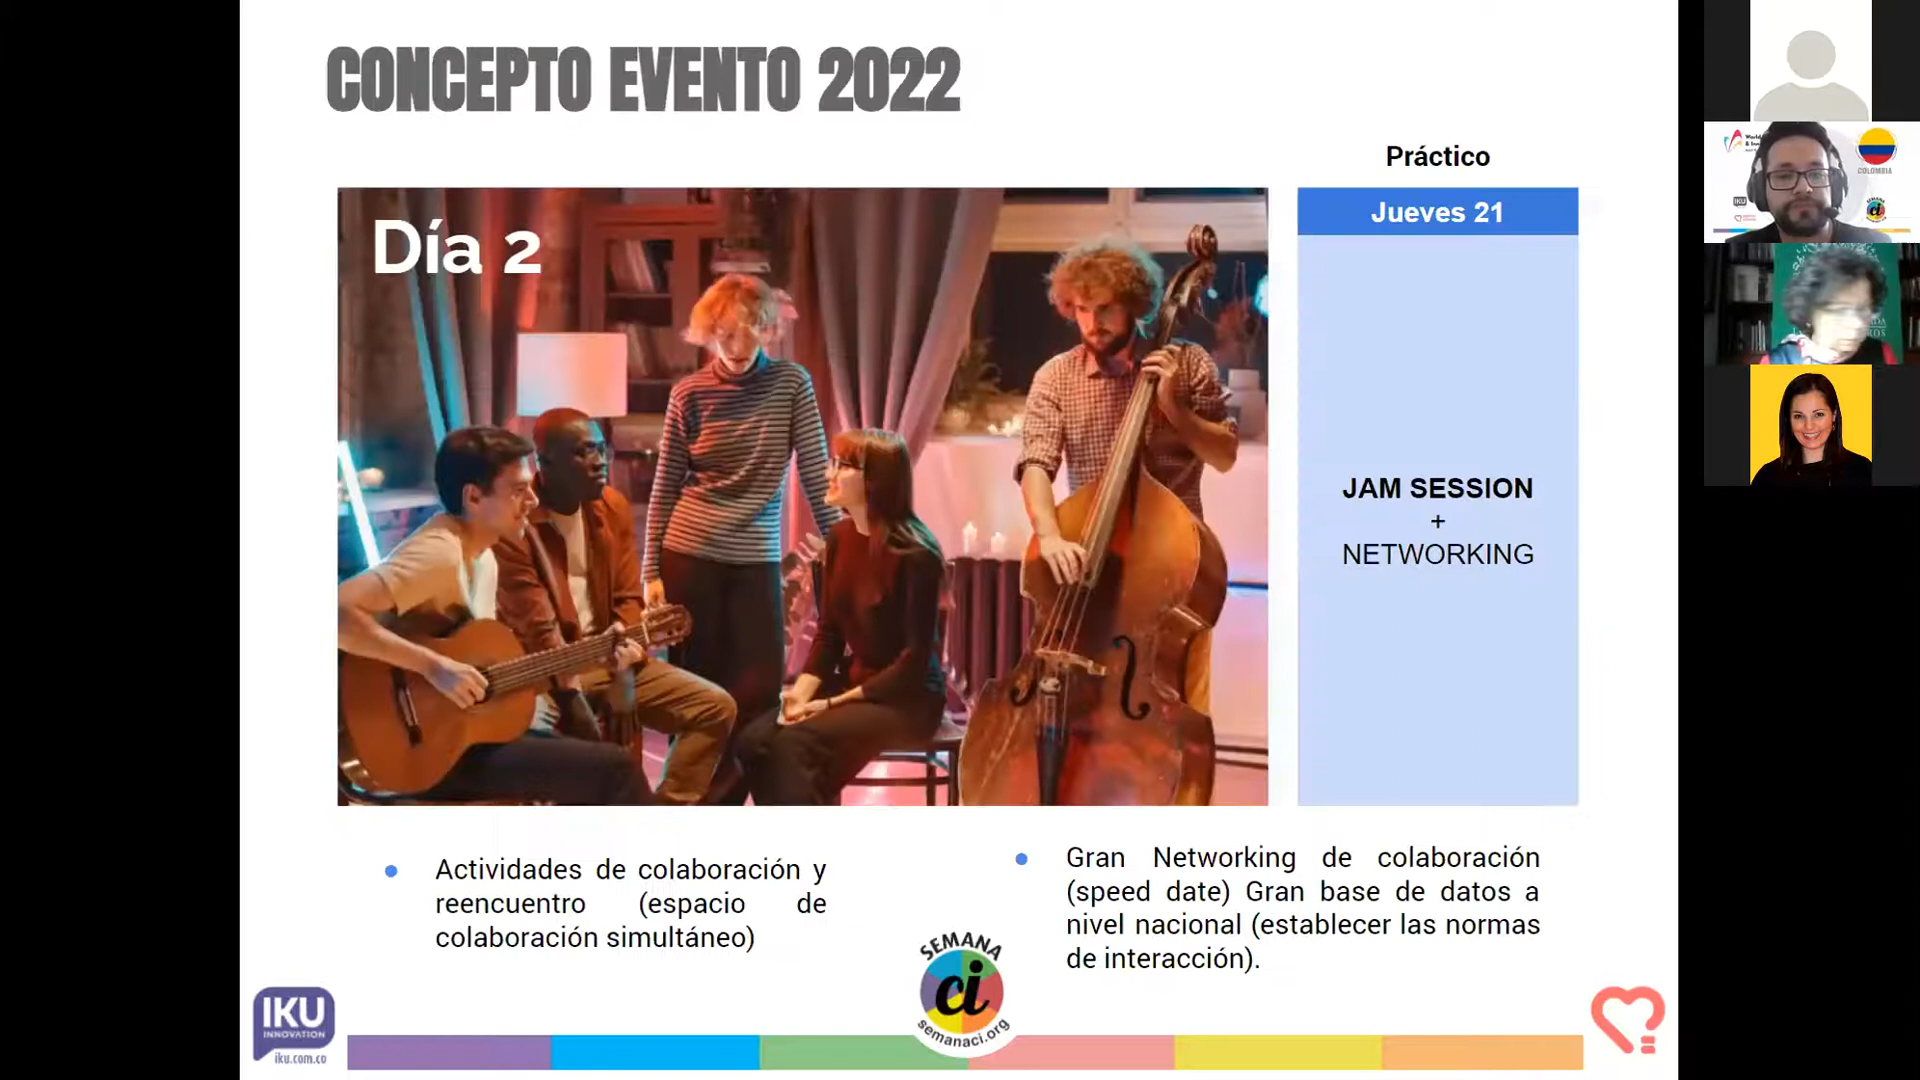 CONCEPTO EVENTO 2022
Práctico
Día 2
Jueves 21
JAM SESSION
+
NETWORKING
Actividades de colaboración y
reencuentro (espacio de
colaboración simultáneo)
Gran Networking de colaboración
(speed date) Gran base de datos a
nivel nacional (establecer las normas
de interacción).
SEMANA
ci
semanaci.org
IKU
INNOVATION
iku.com.co
COLOMBIA
IKU
ci